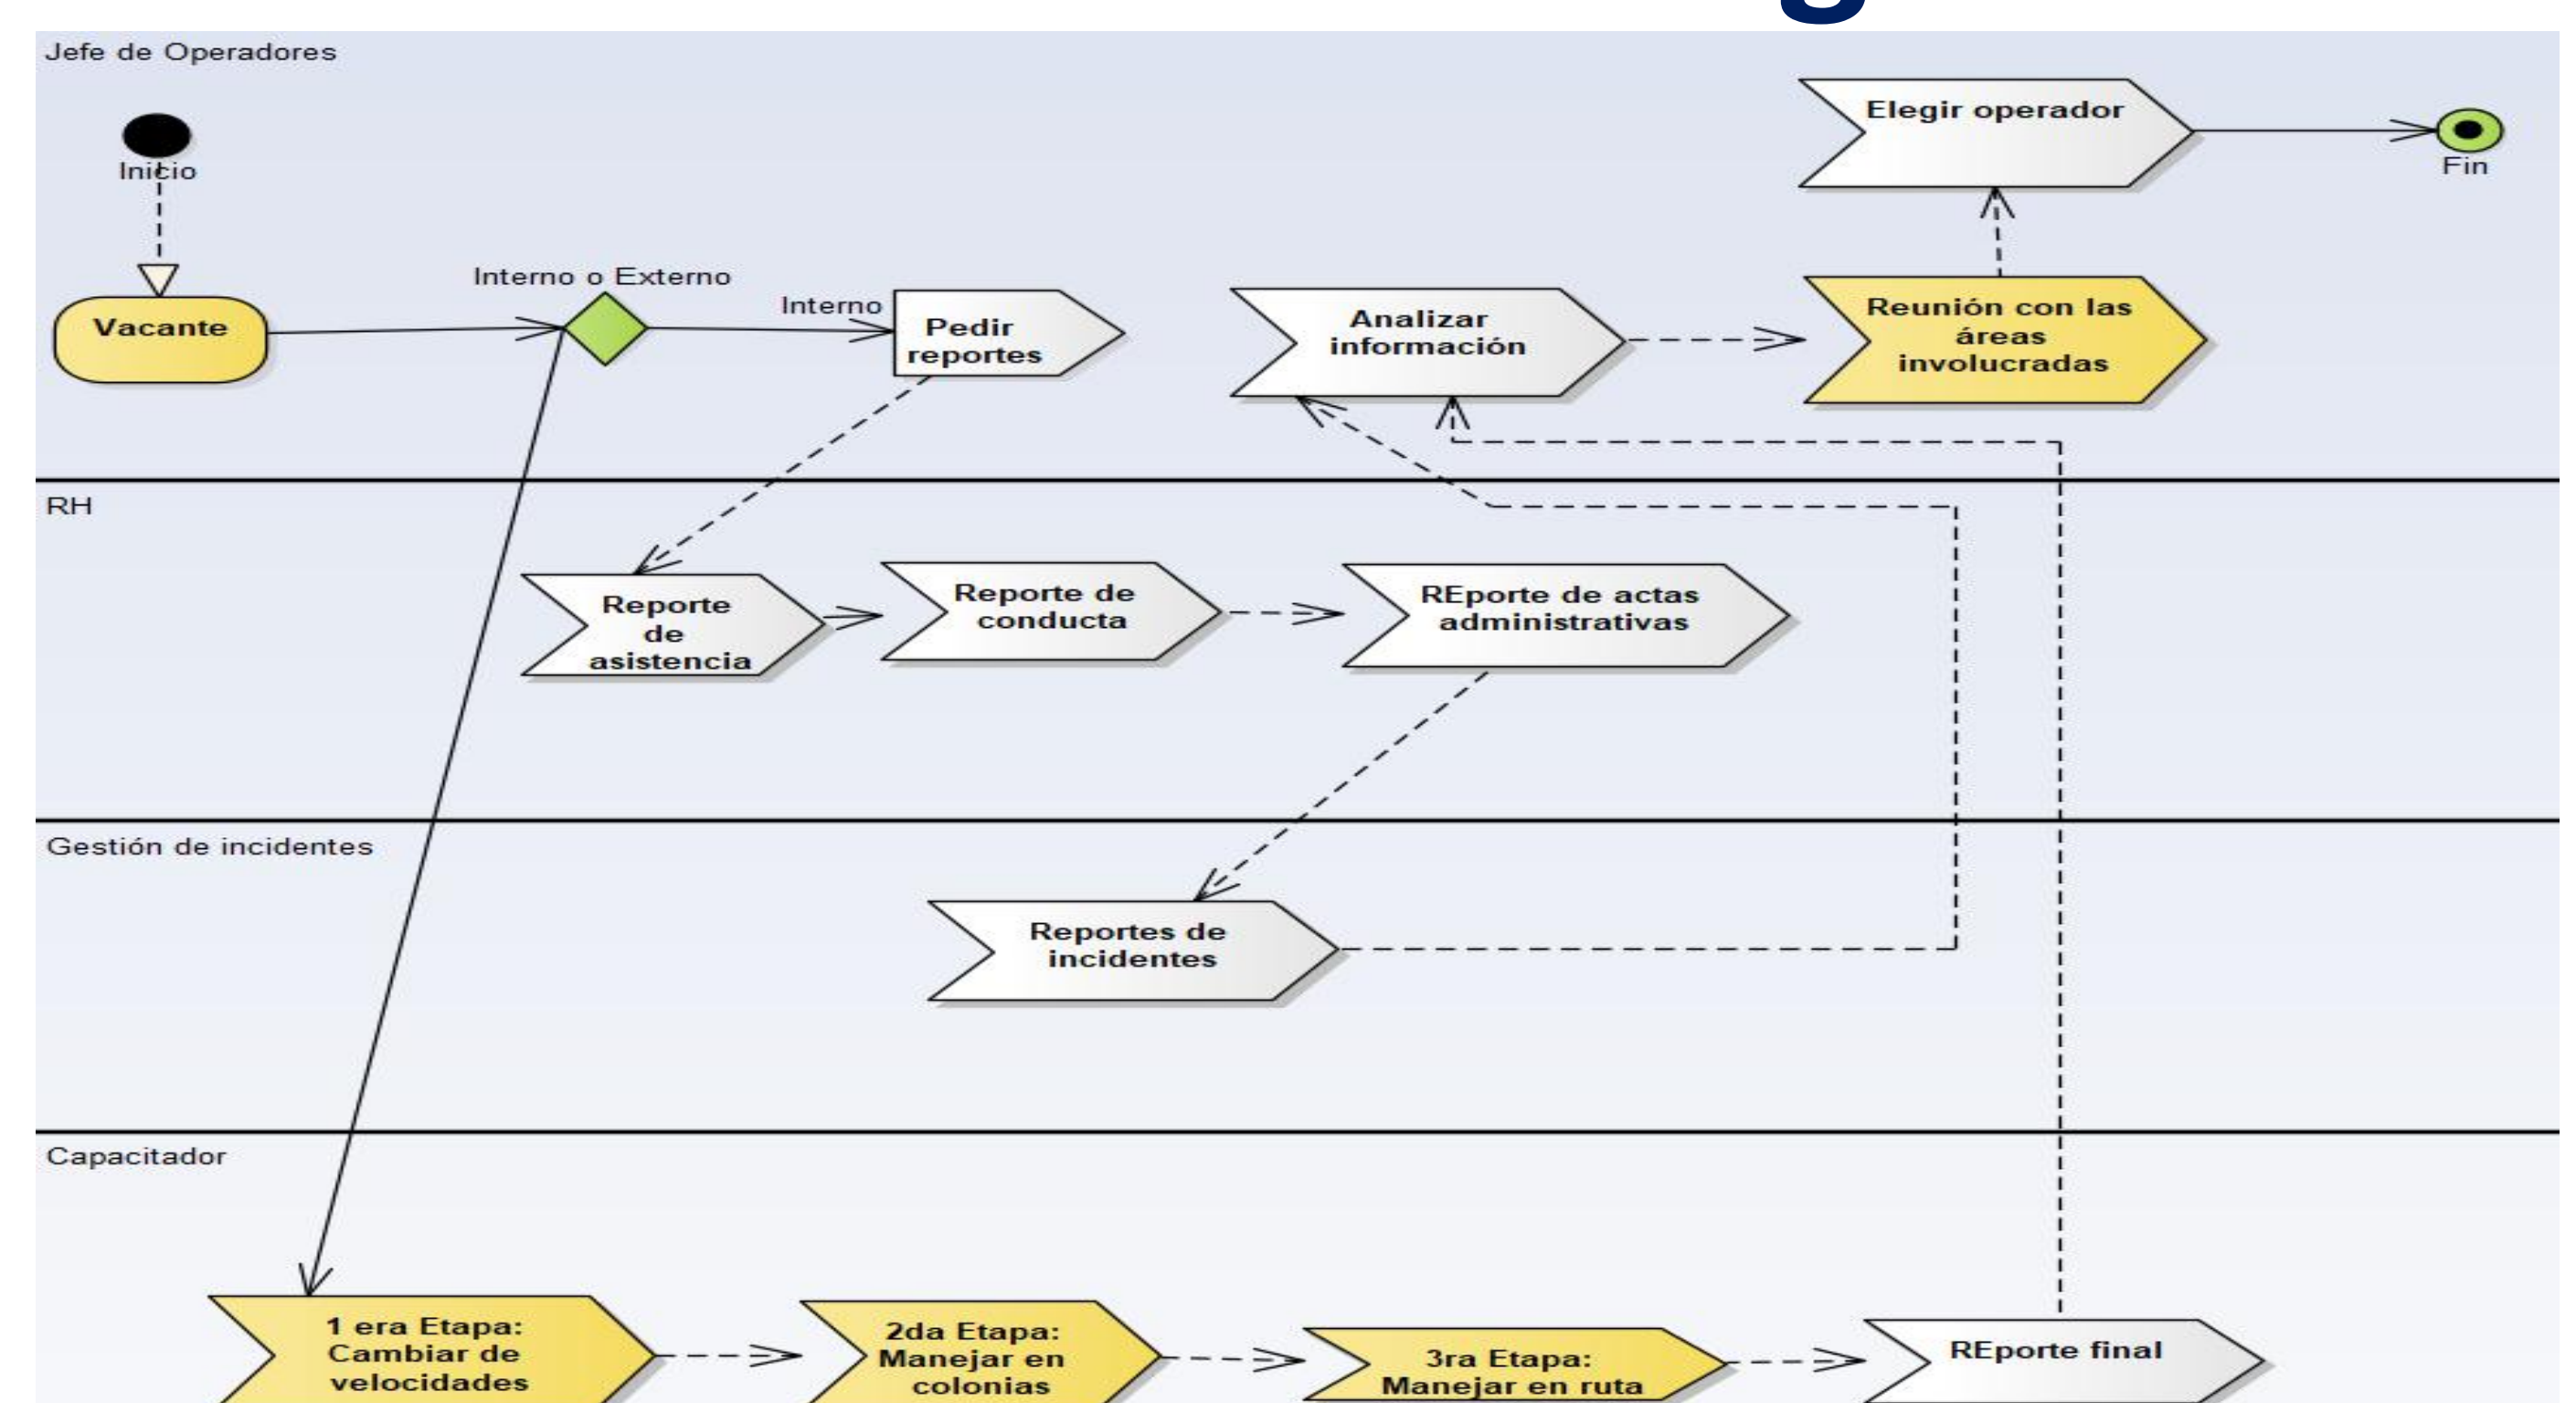 g
Jefe de Operadores
Elegir operador
Inicio
Fin
Interno o Externo
Interno
Vacante
Pedir
reportes
Analizar
información
Reunión con las
áreas
involucradas
RH
Reporte
de
asistencia
Reporte de
conducta
REporte de actas
administrativas
Gestión de incidentes
Reportes de
incidentes
Capacitador
1 era Etapa:
Cambiar de
velocidades
2da Etapa:
Manejar en
colonias
3ra Etapa:
Manejar en ruta
REporte final